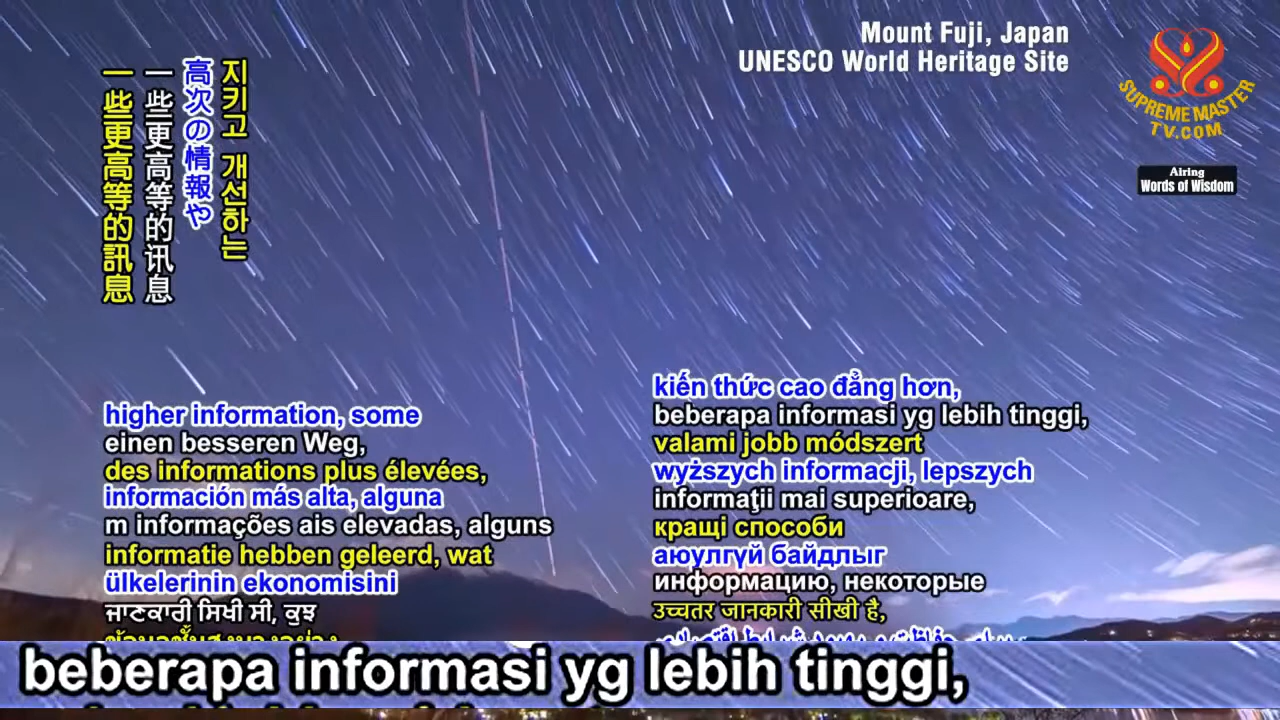 Mount Fuji, Japan
UNESCO World Heritage Site
SUPREME MASTER
TV.COM
Airing
Words of Wisdom
지키고 개선하는
高次の情報や
一些更高等的讯息
一些更高等的訊息
higher information, some
einen besseren Weg,
des informations plus élevées,
información más alta, alguna
m informações ais elevadas, alguns
informatie hebben geleerd, wat
ülkelerinin ekonomisini
ਜਾਣਕਾਰੀ ਸਿਖੀ ਸੀ, ਕੁਝ
kiến thức cao đẳng hơn,
beberapa informasi yg lebih tinggi,
valami jobb módszert
wyższych informacji, lepszych
informaţii mai superioare,
кращі способи
аюулгүй байдлыг
информацию, некоторые
उच्चतर जानकारी सीखी है,
beberapa informasi yg lebih tinggi,